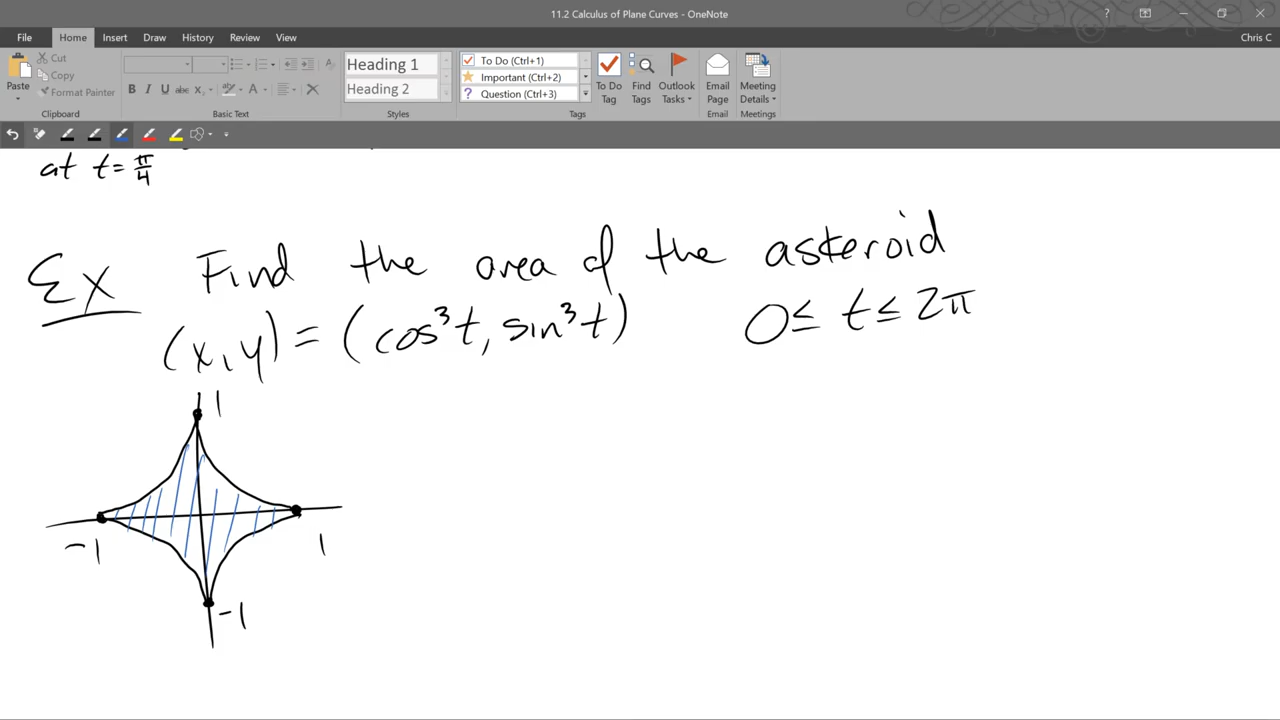 11.2 Calculus of Plane Curves - OneNote
?
File Home Insert Draw History Review View
Chris C
Paste
Cut
Copy
Format Painter
Clipboard
B I U abc x₂ A
Basic Text
Heading 1
Heading 2
Styles
To Do (Ctrl+1)
Important (Ctrl+2)
? Question (Ctrl+3)
To Do Tag
Find Tags
Outlook Tasks
Tags
Email Page
Email
Meeting Details
Meetings
at t=π/4
Ex Find the area of the asteroid
(x,y) = (cos³t, sin³t) 0≤ t ≤ 2π
1
-1
1
-1